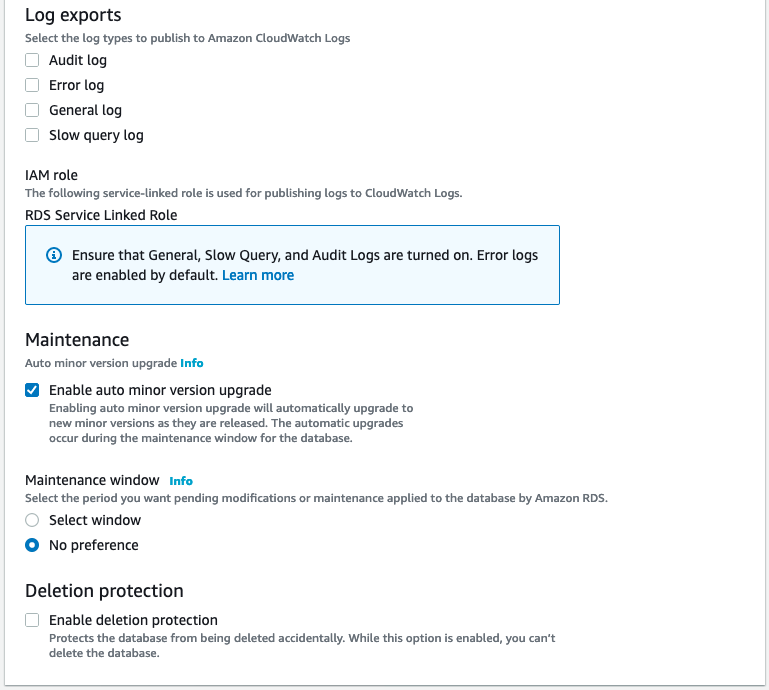 Log exports
Select the log types to publish to Amazon CloudWatch Logs
Audit log
Error log
General log
Slow query log
IAM role
The following service-linked role is used for publishing logs to CloudWatch Logs.
RDS Service Linked Role
Ensure that General, Slow Query, and Audit Logs are turned on. Error logs
are enabled by default. Learn more
Maintenance
Auto minor version upgrade Info
Enable auto minor version upgrade
Enabling auto minor version upgrade will automatically upgrade to
new minor versions as they are released. The automatic upgrades
occur during the maintenance window for the database.
Maintenance window Info
Select the period you want pending modifications or maintenance applied to the database by Amazon RDS.
Select window
No preference
Deletion protection
Enable deletion protection
Protects the database from being deleted accidentally. While this option is enabled, you can't
delete the database.